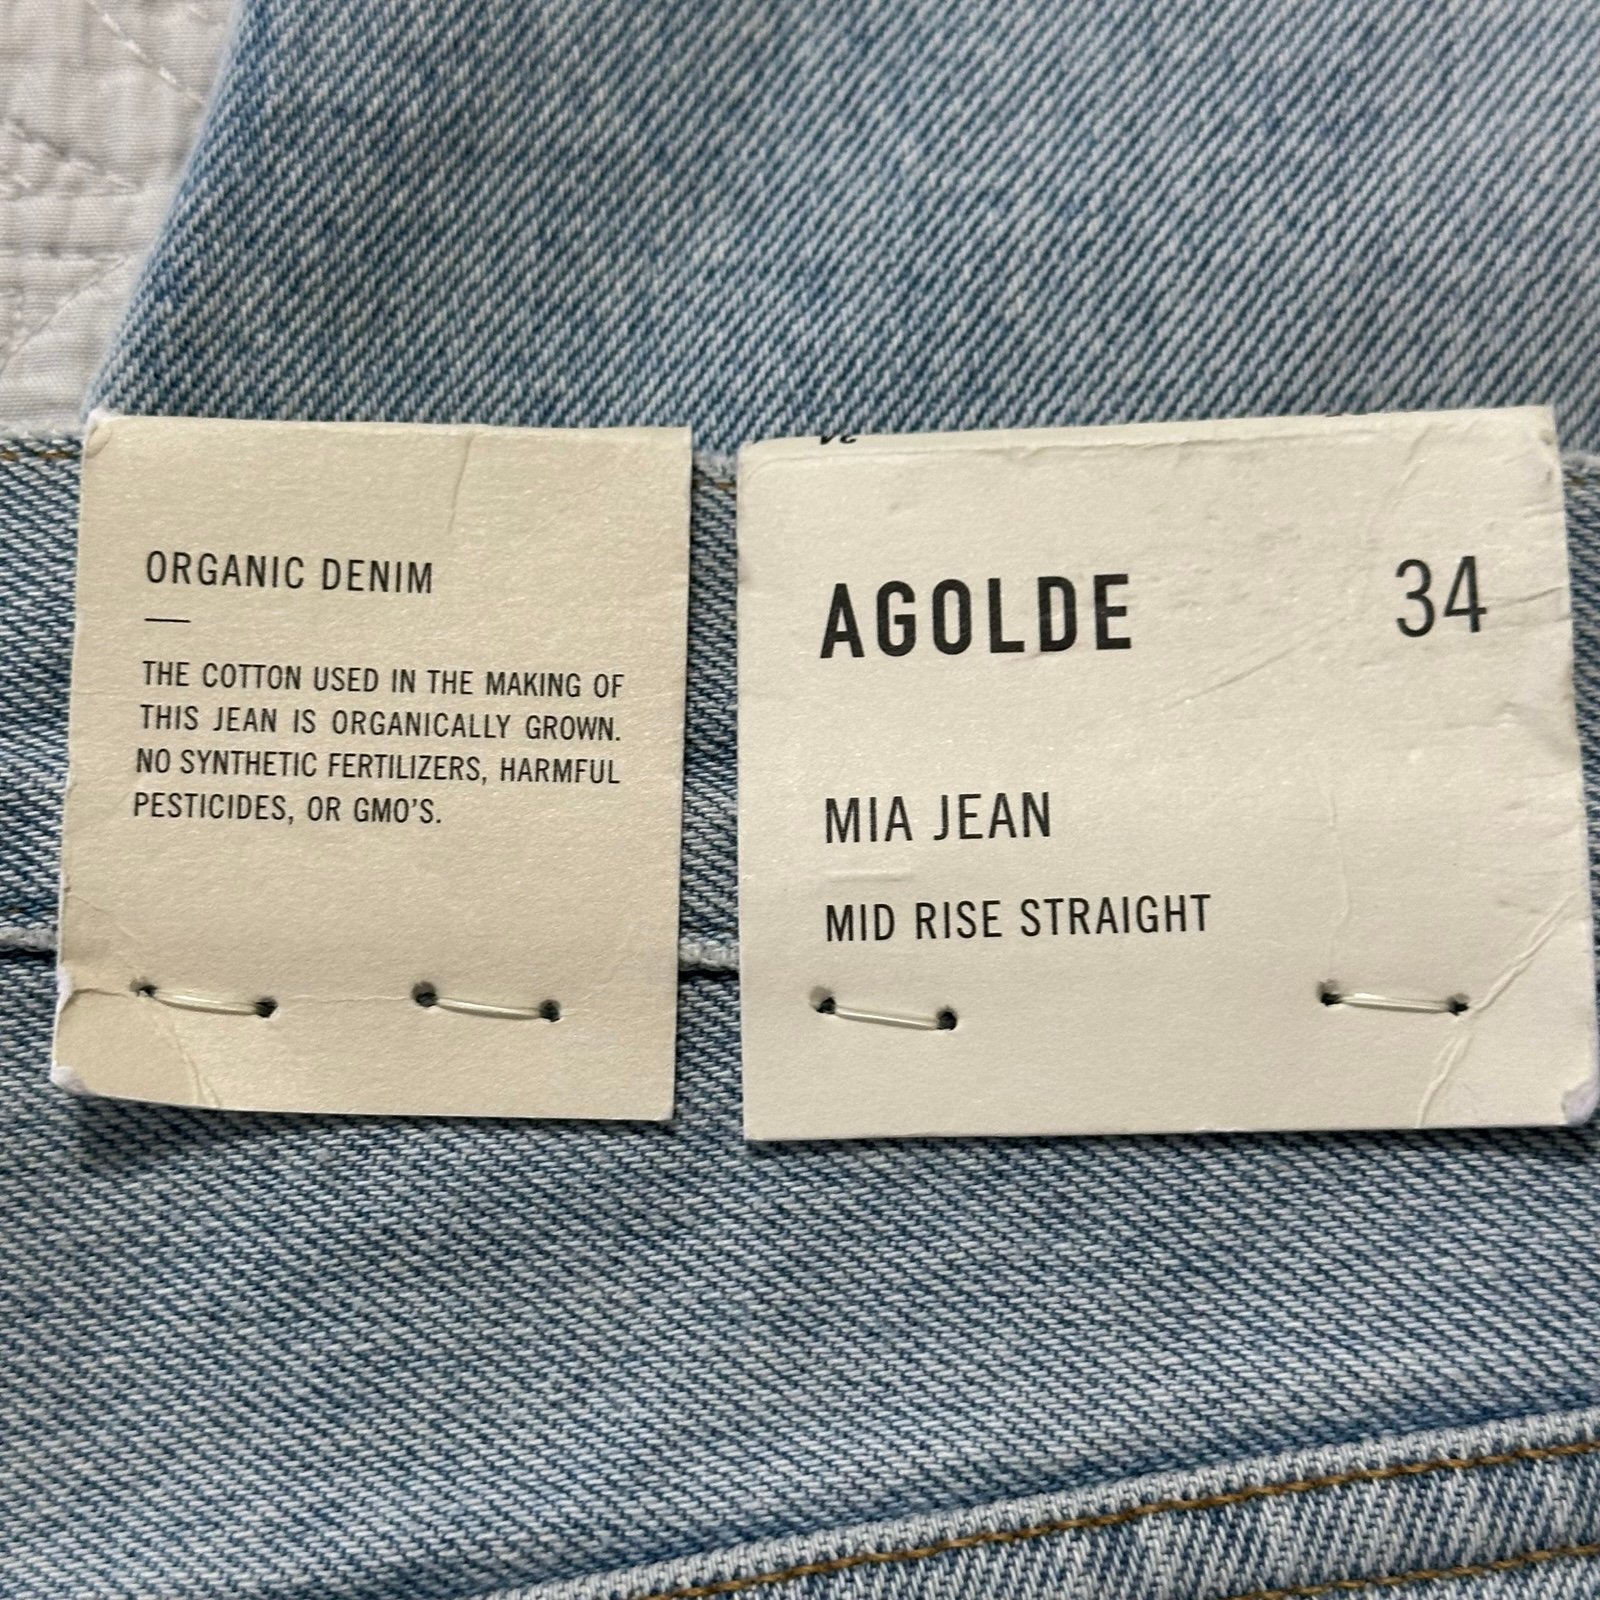 ORGANIC DENIM
THE COTTON USED IN THE MAKING OF
THIS JEAN IS ORGANICALLY GROWN.
NO SYNTHETIC FERTILIZERS, HARMFUL
PESTICIDES, OR GMO'S.
AGOLDE 34
MIA JEAN
MID RISE STRAIGHT